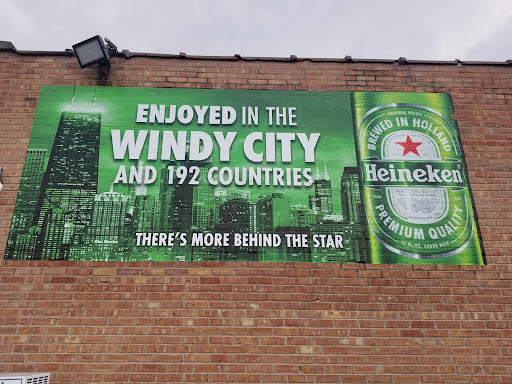 ENJOYED IN THE
WINDY CITY
AND 192 COUNTRIES
THERE'S MORE BEHIND THE STAR
BREWED IN HOLLAND
Heineken
PREMIUM QUALITY